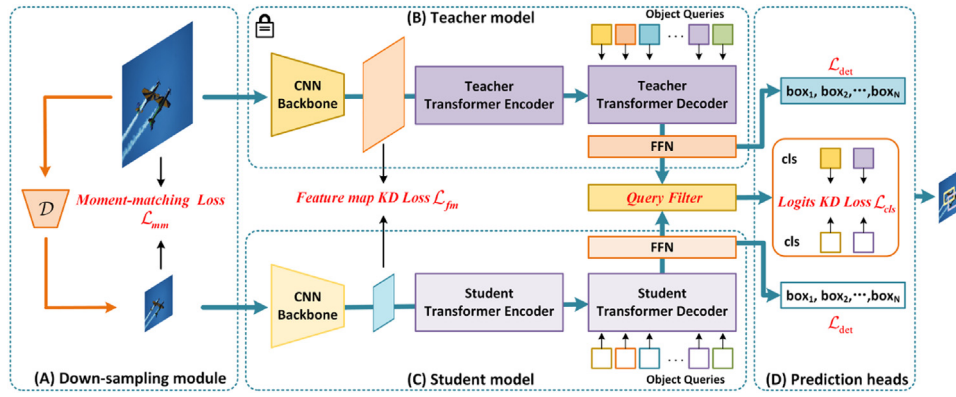 (B) Teacher model
Object Queries
CNN
Backbone
Teacher
Transformer Encoder
Teacher
Transformer Decoder
FFN
ℒdet
box1, box2,⋯,boxN
𝒟
Moment-matching Loss
ℒmm
Feature map KD Loss ℒfm
Query Filter
cls
Logits KD Loss ℒcls
cls
FFN
CNN
Backbone
Student
Transformer Encoder
Student
Transformer Decoder
box1, box2,⋯,boxN
ℒdet
Object Queries
(A) Down-sampling module
(C) Student model
(D) Prediction heads